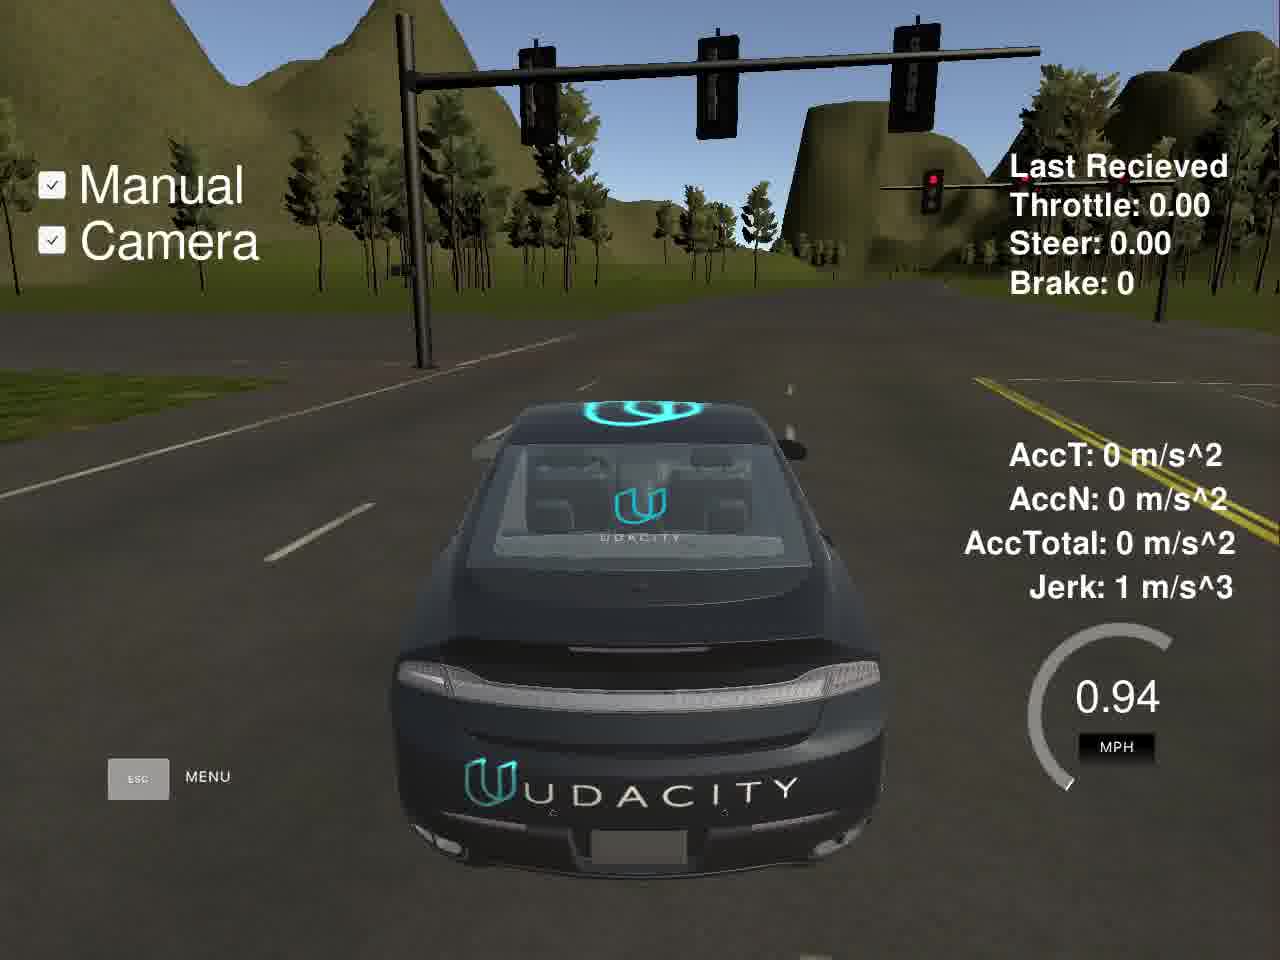 Manual
Camera
Last Recieved
Throttle: 0.00
Steer: 0.00
Brake: 0
AccT: 0 m/s^2
AccN: 0 m/s^2
AccTotal: 0 m/s^2
Jerk: 1 m/s^3
UDACITY
0.94
MPH
ESC MENU
UDACITY